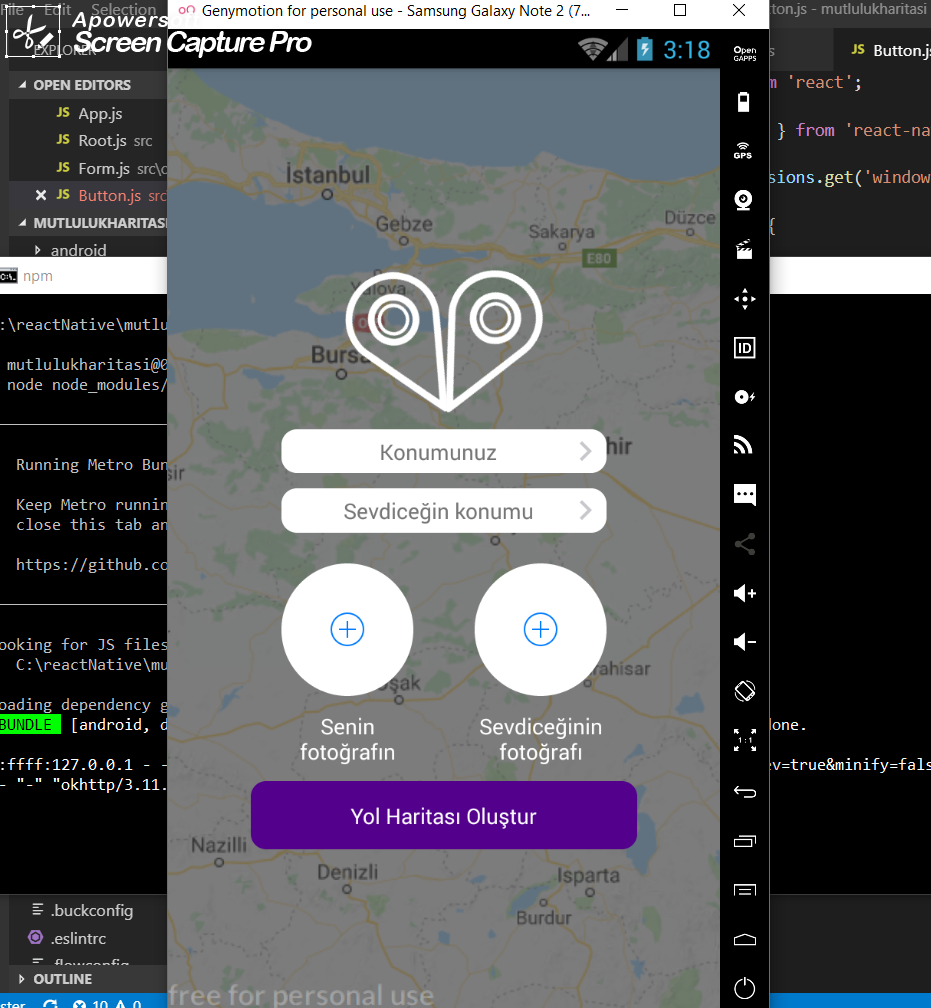 File Edit Selection
Apowersoft
Screen Capture Pro
Genymotion for personal use - Samsung Galaxy Note 2 (7...
ton.js - mutlulukharitasi
EXPLORER
OPEN EDITORS
JS App.js
JS Root.js src
JS Form.js src\c
JS Button.js src
MUTLULUKHARITASI
android
JS Button.js
'react';
} from 'react-na
sions.get('window
{
3:18
Open
GAPPS
GPS
ID
1:1
npm
:\reactNative\mutlu
mutlulukharitasi@0
node node_modules/
Running Metro Bun
Keep Metro runnin
close this tab an
https://github.co
ooking for JS files
C:\reactNative\mu
oading dependency g
BUNDLE [android, d
one.
:ffff:127.0.0.1 - -
ev=true&minify=fals
- "-" "okhttp/3.11.
İstanbul
Gebze
Sakarya
Düzce
E80
Yalova
Bursa
hir
Konumunuz
Sevdiceğin konumu
şak
rahisar
Senin
fotoğrafın
Sevdiceğinin
fotoğrafı
Yol Haritası Oluştur
Nazilli
Denizli
Isparta
Burdur
free for personal use
.buckconfig
.eslintrc
.flowconfig
OUTLINE
ster 10 0